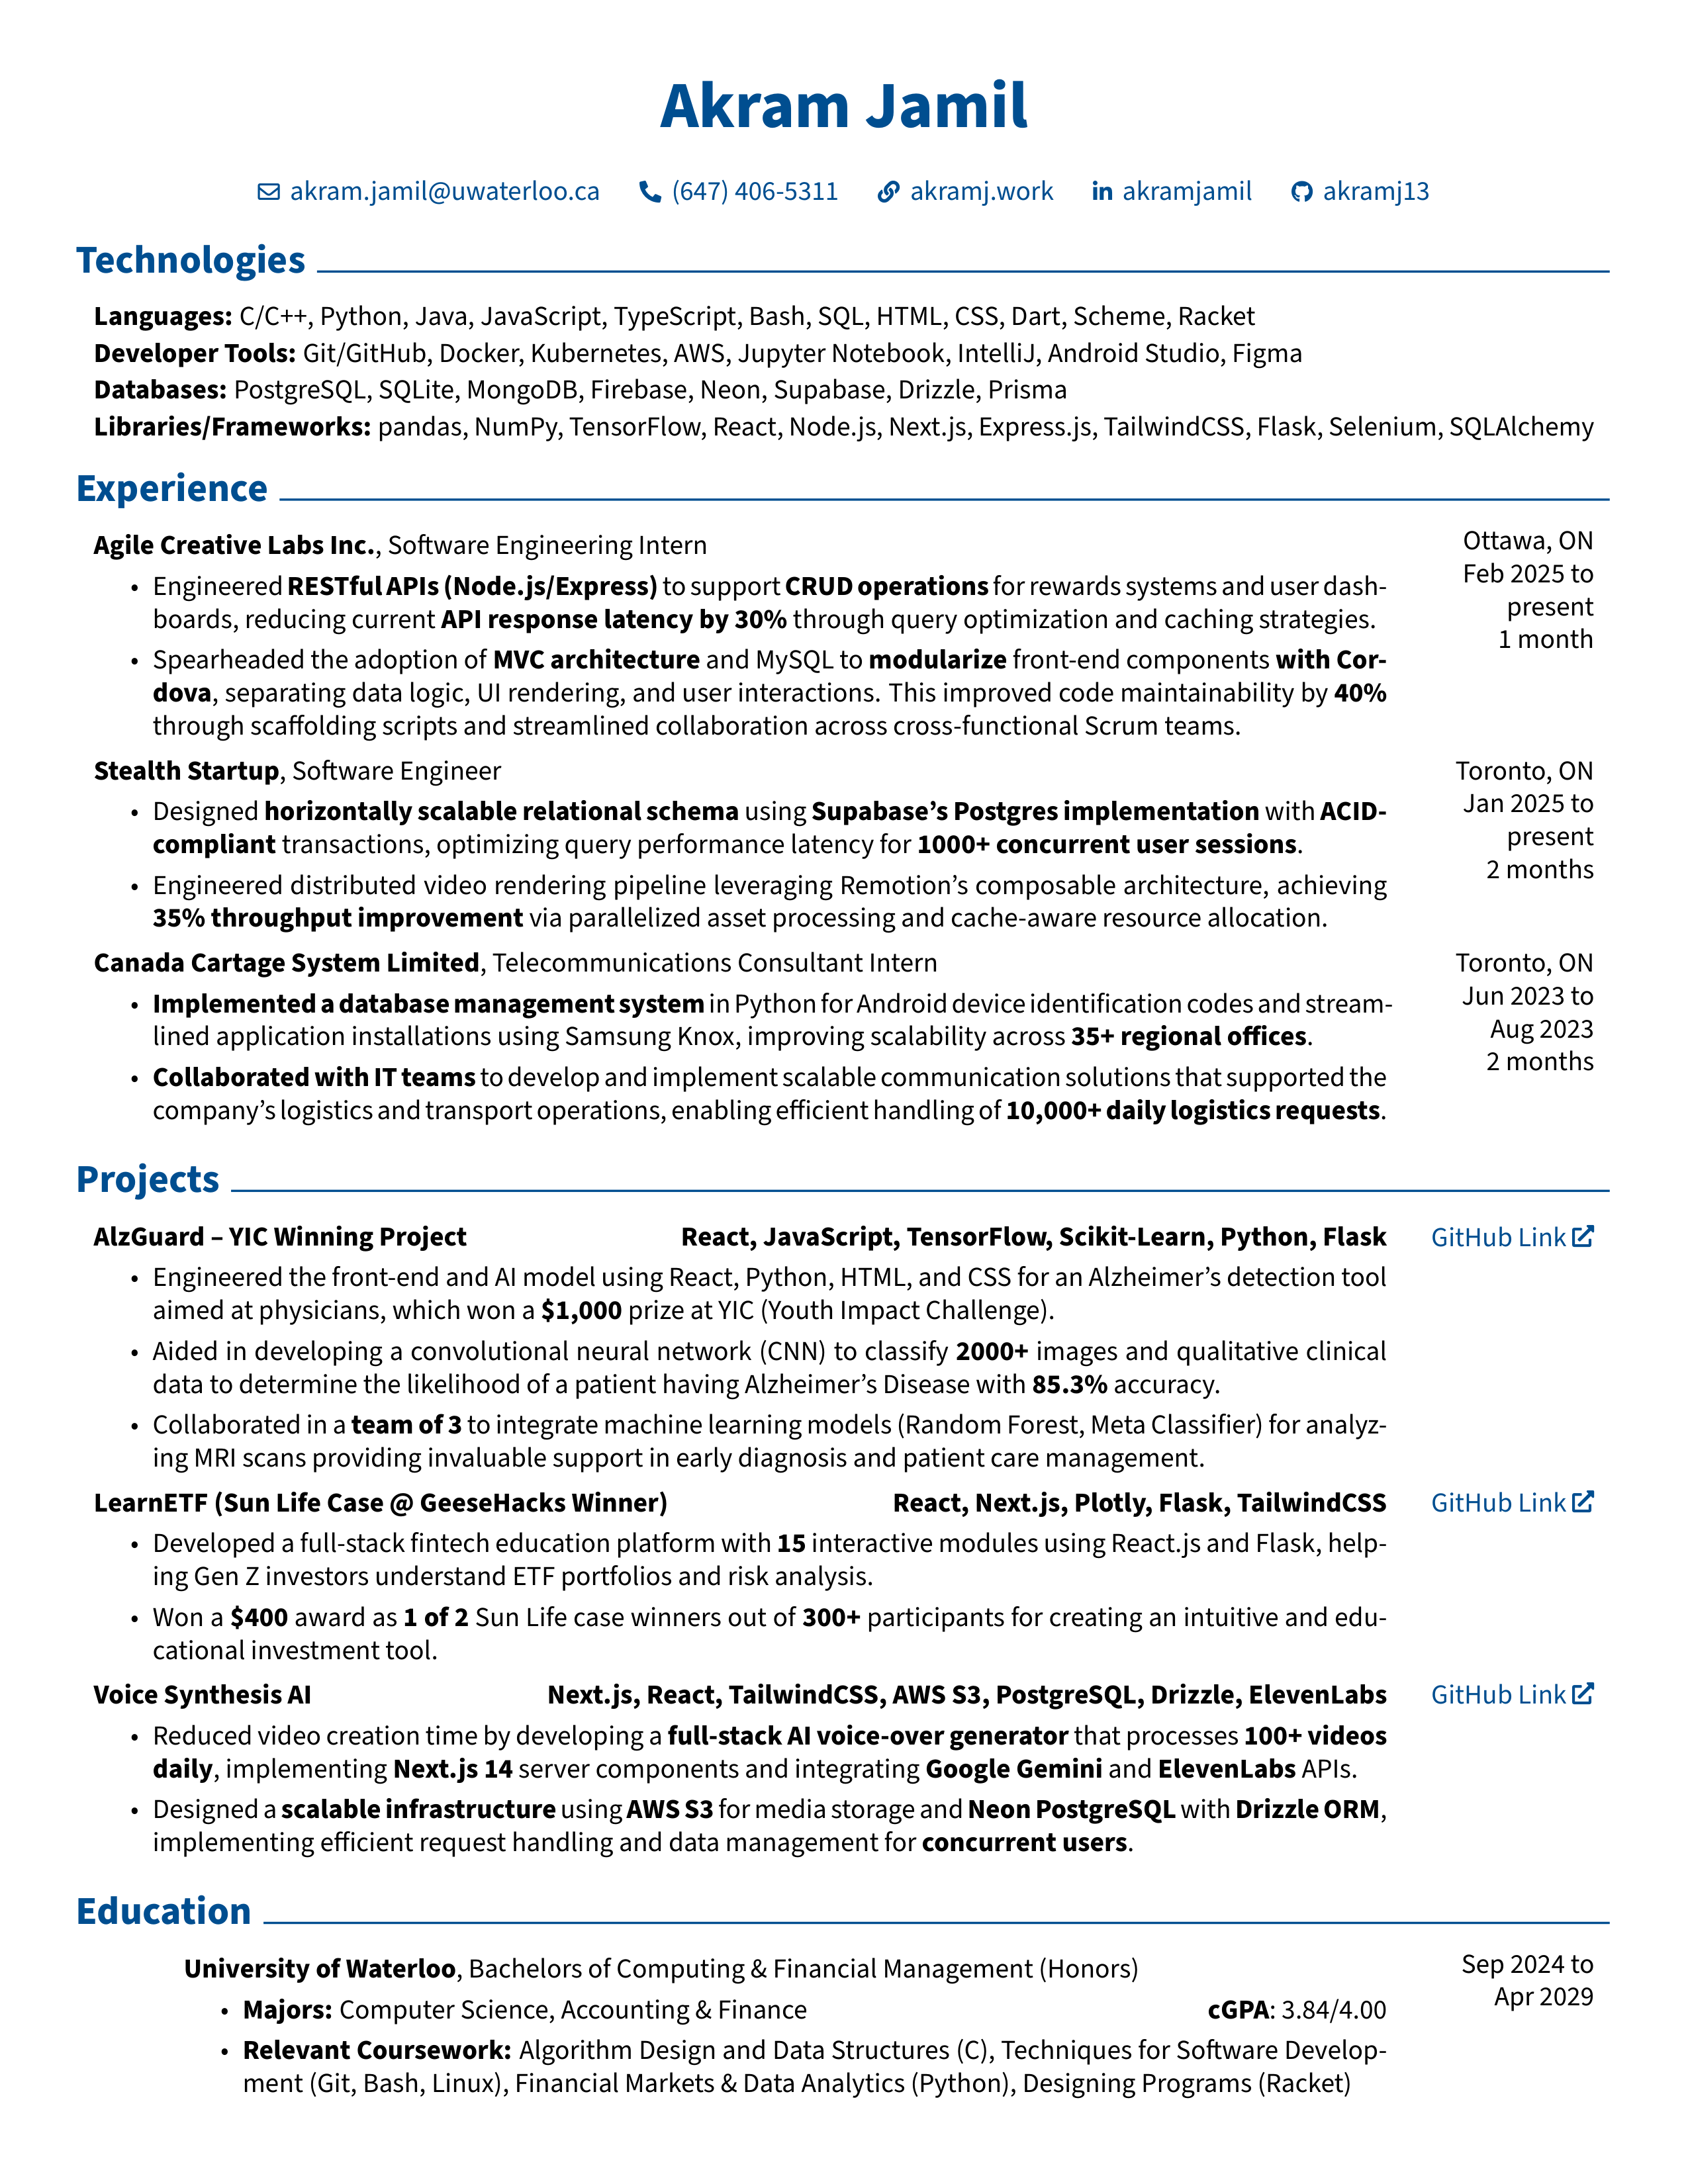 Akram Jamil
akram.jamil@uwaterloo.ca (647) 406-5311 akramj.work akramjamil akramj13
Technologies
Languages: C/C++, Python, Java, JavaScript, TypeScript, Bash, SQL, HTML, CSS, Dart, Scheme, Racket
Developer Tools: Git/GitHub, Docker, Kubernetes, AWS, Jupyter Notebook, IntelliJ, Android Studio, Figma
Databases: PostgreSQL, SQLite, MongoDB, Firebase, Neon, Supabase, Drizzle, Prisma
Libraries/Frameworks: pandas, NumPy, TensorFlow, React, Node.js, Next.js, Express.js, TailwindCSS, Flask, Selenium, SQLAlchemy
Experience
Agile Creative Labs Inc., Software Engineering Intern
• Engineered RESTful APIs (Node.js/Express) to support CRUD operations for rewards systems and user dash-
boards, reducing current API response latency by 30% through query optimization and caching strategies.
• Spearheaded the adoption of MVC architecture and MySQL to modularize front-end components with Cor-
dova, separating data logic, UI rendering, and user interactions. This improved code maintainability by 40%
through scaffolding scripts and streamlined collaboration across cross-functional Scrum teams.
Ottawa, ON
Feb 2025 to
present
1 month
Stealth Startup, Software Engineer
• Designed horizontally scalable relational schema using Supabase's Postgres implementation with ACID-
compliant transactions, optimizing query performance latency for 1000+ concurrent user sessions.
• Engineered distributed video rendering pipeline leveraging Remotion's composable architecture, achieving
35% throughput improvement via parallelized asset processing and cache-aware resource allocation.
Toronto, ON
Jan 2025 to
present
2 months
Canada Cartage System Limited, Telecommunications Consultant Intern
• Implemented a database management system in Python for Android device identification codes and stream-
lined application installations using Samsung Knox, improving scalability across 35+ regional offices.
• Collaborated with IT teams to develop and implement scalable communication solutions that supported the
company's logistics and transport operations, enabling efficient handling of 10,000+ daily logistics requests.
Toronto, ON
Jun 2023 to
Aug 2023
2 months
Projects
AlzGuard – YIC Winning Project React, JavaScript, TensorFlow, Scikit-Learn, Python, Flask GitHub Link
• Engineered the front-end and AI model using React, Python, HTML, and CSS for an Alzheimer's detection tool
aimed at physicians, which won a $1,000 prize at YIC (Youth Impact Challenge).
• Aided in developing a convolutional neural network (CNN) to classify 2000+ images and qualitative clinical
data to determine the likelihood of a patient having Alzheimer's Disease with 85.3% accuracy.
• Collaborated in a team of 3 to integrate machine learning models (Random Forest, Meta Classifier) for analyz-
ing MRI scans providing invaluable support in early diagnosis and patient care management.
LearnETF (Sun Life Case @ GeeseHacks Winner) React, Next.js, Plotly, Flask, TailwindCSS GitHub Link
• Developed a full-stack fintech education platform with 15 interactive modules using React.js and Flask, help-
ing Gen Z investors understand ETF portfolios and risk analysis.
• Won a $400 award as 1 of 2 Sun Life case winners out of 300+ participants for creating an intuitive and edu-
cational investment tool.
Voice Synthesis AI Next.js, React, TailwindCSS, AWS S3, PostgreSQL, Drizzle, ElevenLabs GitHub Link
• Reduced video creation time by developing a full-stack AI voice-over generator that processes 100+ videos
daily, implementing Next.js 14 server components and integrating Google Gemini and ElevenLabs APIs.
• Designed a scalable infrastructure using AWS S3 for media storage and Neon PostgreSQL with Drizzle ORM,
implementing efficient request handling and data management for concurrent users.
Education
University of Waterloo, Bachelors of Computing & Financial Management (Honors)
• Majors: Computer Science, Accounting & Finance cGPA: 3.84/4.00
• Relevant Coursework: Algorithm Design and Data Structures (C), Techniques for Software Develop-
ment (Git, Bash, Linux), Financial Markets & Data Analytics (Python), Designing Programs (Racket)
Sep 2024 to
Apr 2029